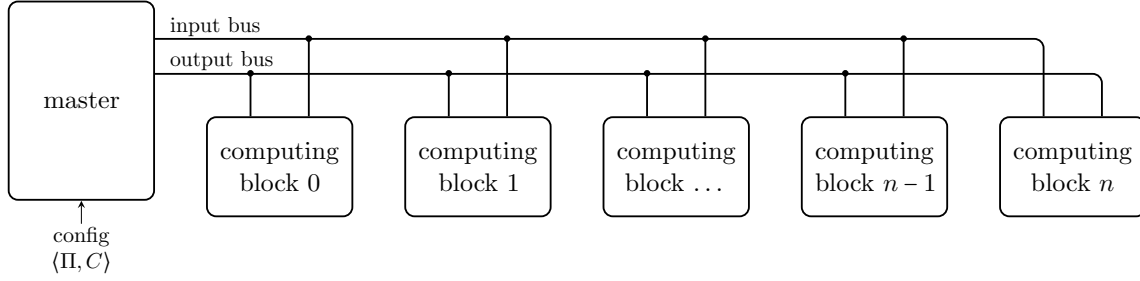 input bus
output bus
master
computing
block 0
computing
block 1
computing
block ...
computing
block n − 1
computing
block n
config
⟨Π, C⟩